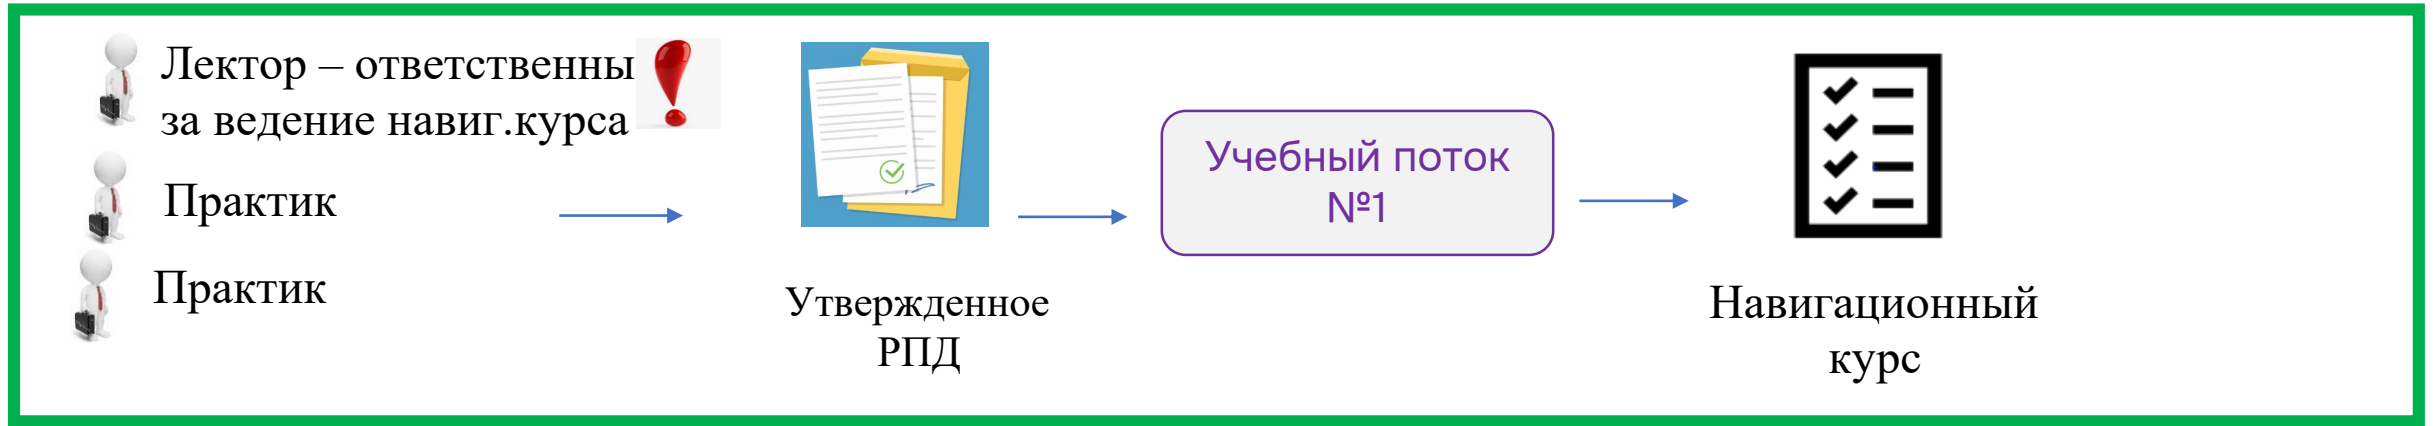 Лектор – ответственны
за ведение навиг.курса
Практик
Практик
Утвержденное
РПД
Учебный поток
№1
Навигационный
курс